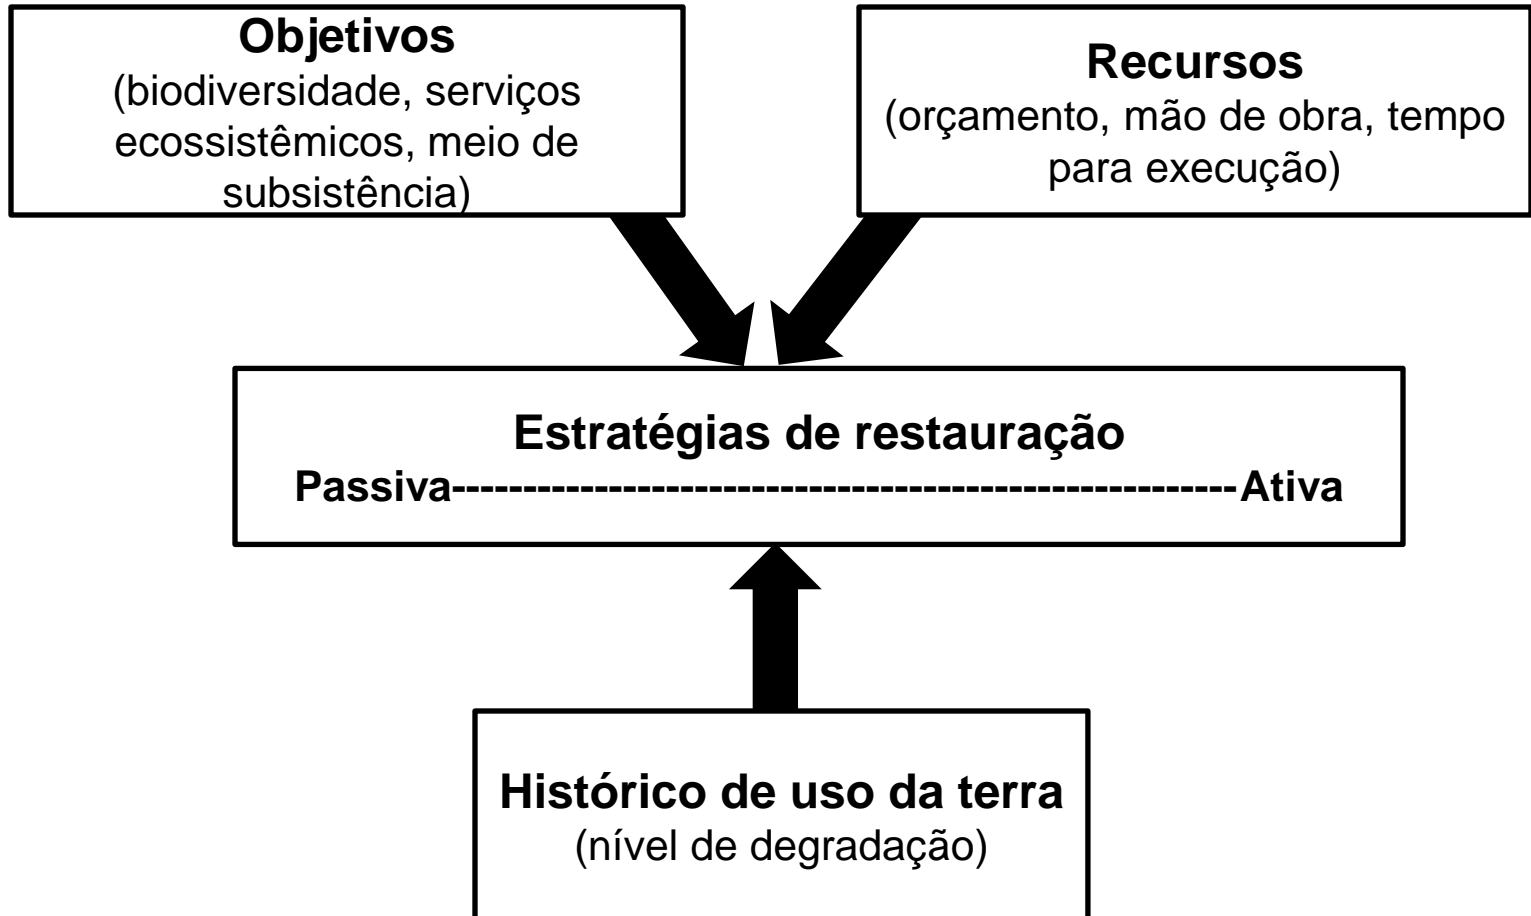 Objetivos
(biodiversidade, serviços
ecossistêmicos, meio de
subsistência)
Recursos
(orçamento, mão de obra, tempo
para execução)
Estratégias de restauração
Passiva--------------------------------------------------------Ativa
Histórico de uso da terra
(nível de degradação)